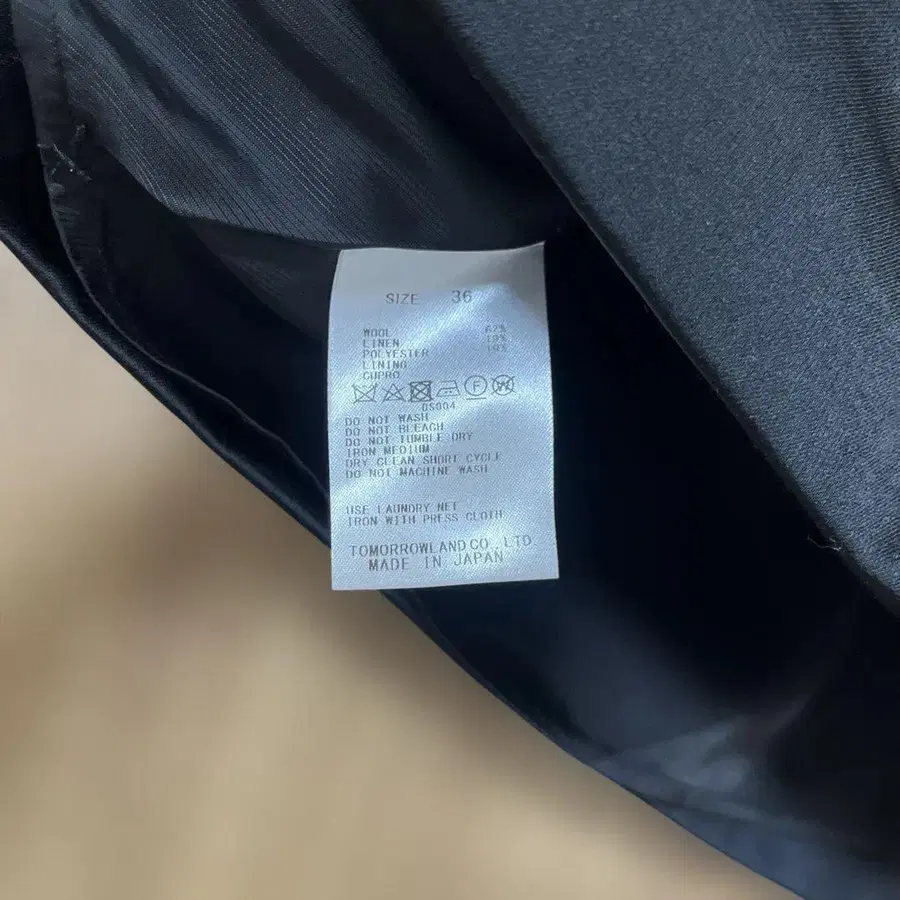 SIZE 36
WOOL 62%
LINEN 19%
POLYESTER 19%
LINING
CUPRO
F W
DS004
DO NOT WASH
DO NOT BLEACH
DO NOT TUMBLE DRY
IRON MEDIUM
DRY CLEAN SHORT CYCLE
DO NOT MACHINE WASH
USE LAUNDRY NET
IRON WITH PRESS CLOTH
TOMORROWLAND CO., LTD
MADE IN JAPAN